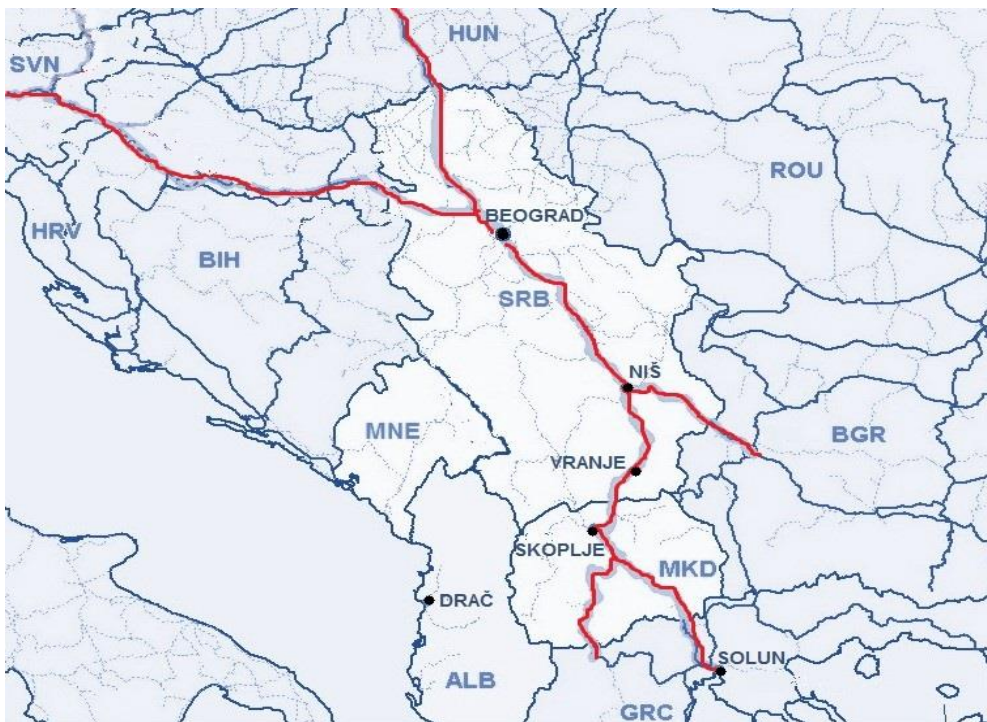 HUN
SVN
ROU
BEOGRAD
HRV
BIH
SRB
NIŠ
MNE
BGR
VRANJE
SKOPLJE
MKD
DRAČ
SOLUN
ALB
GRC